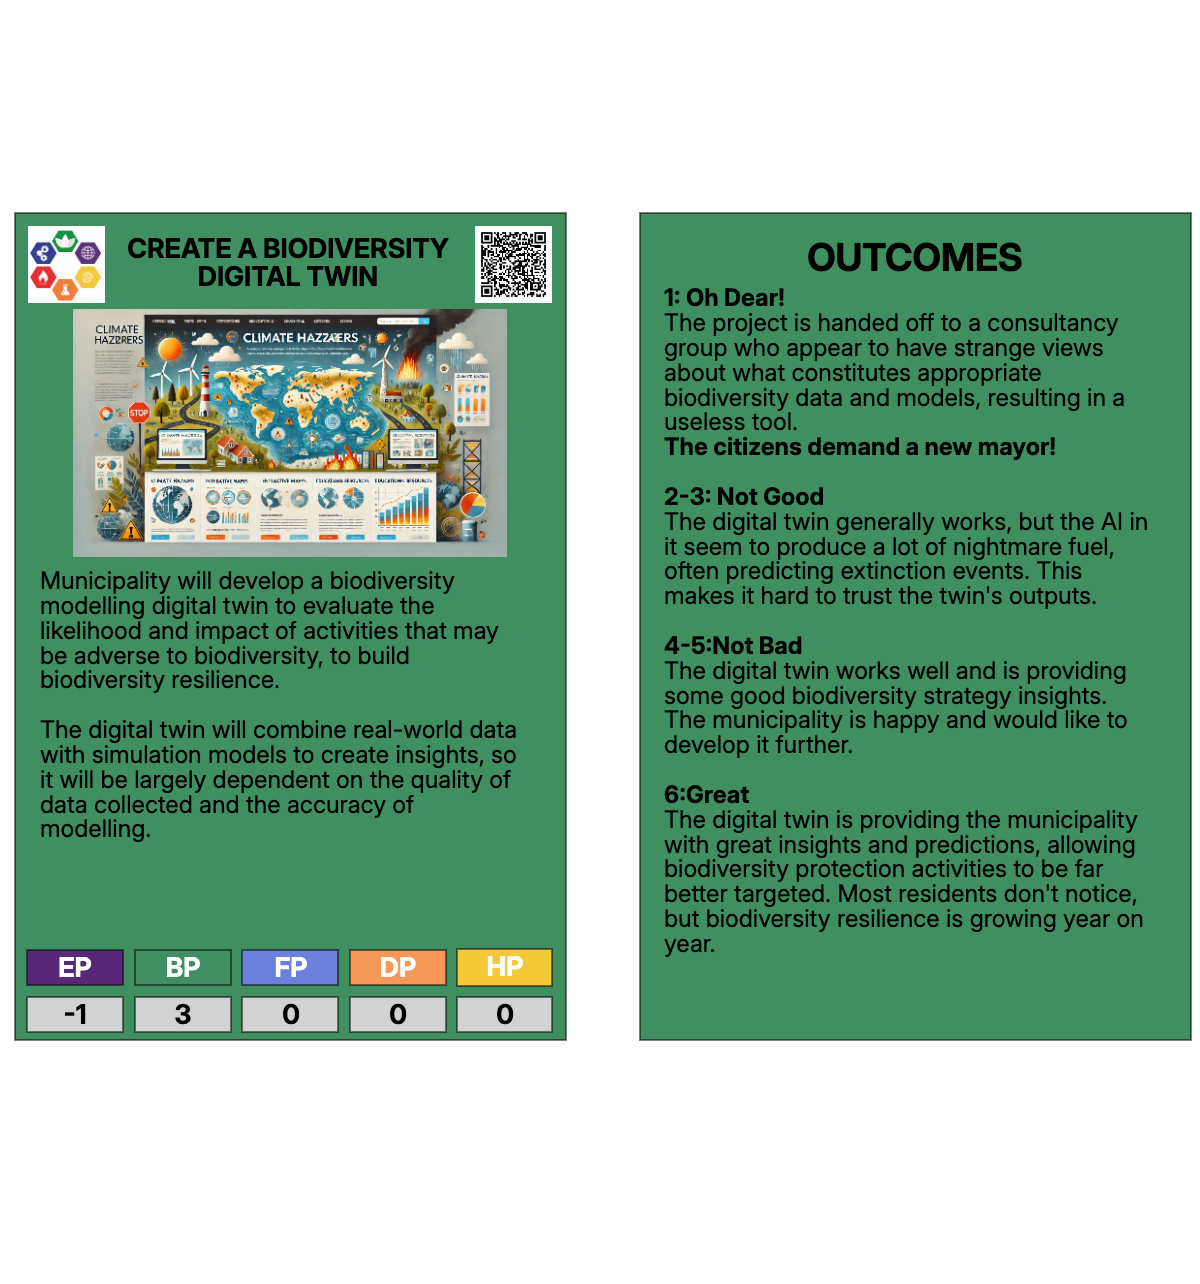 CREATE A BIODIVERSITY
DIGITAL TWIN
CLIMATE
HAZZRERS
CLIMATE HAZZRERS
STOP
Municipality will develop a biodiversity
modelling digital twin to evaluate the
likelihood and impact of activities that may
be adverse to biodiversity, to build
biodiversity resilience.
The digital twin will combine real-world data
with simulation models to create insights, so
it will be largely dependent on the quality of
data collected and the accuracy of
modelling.
EP BP FP DP HP
-1 3 0 0 0
OUTCOMES
1: Oh Dear!
The project is handed off to a consultancy
group who appear to have strange views
about what constitutes appropriate
biodiversity data and models, resulting in a
useless tool.
The citizens demand a new mayor!
2-3: Not Good
The digital twin generally works, but the AI in
it seem to produce a lot of nightmare fuel,
often predicting extinction events. This
makes it hard to trust the twin's outputs.
4-5:Not Bad
The digital twin works well and is providing
some good biodiversity strategy insights.
The municipality is happy and would like to
develop it further.
6:Great
The digital twin is providing the municipality
with great insights and predictions, allowing
biodiversity protection activities to be far
better targeted. Most residents don't notice,
but biodiversity resilience is growing year on
year.